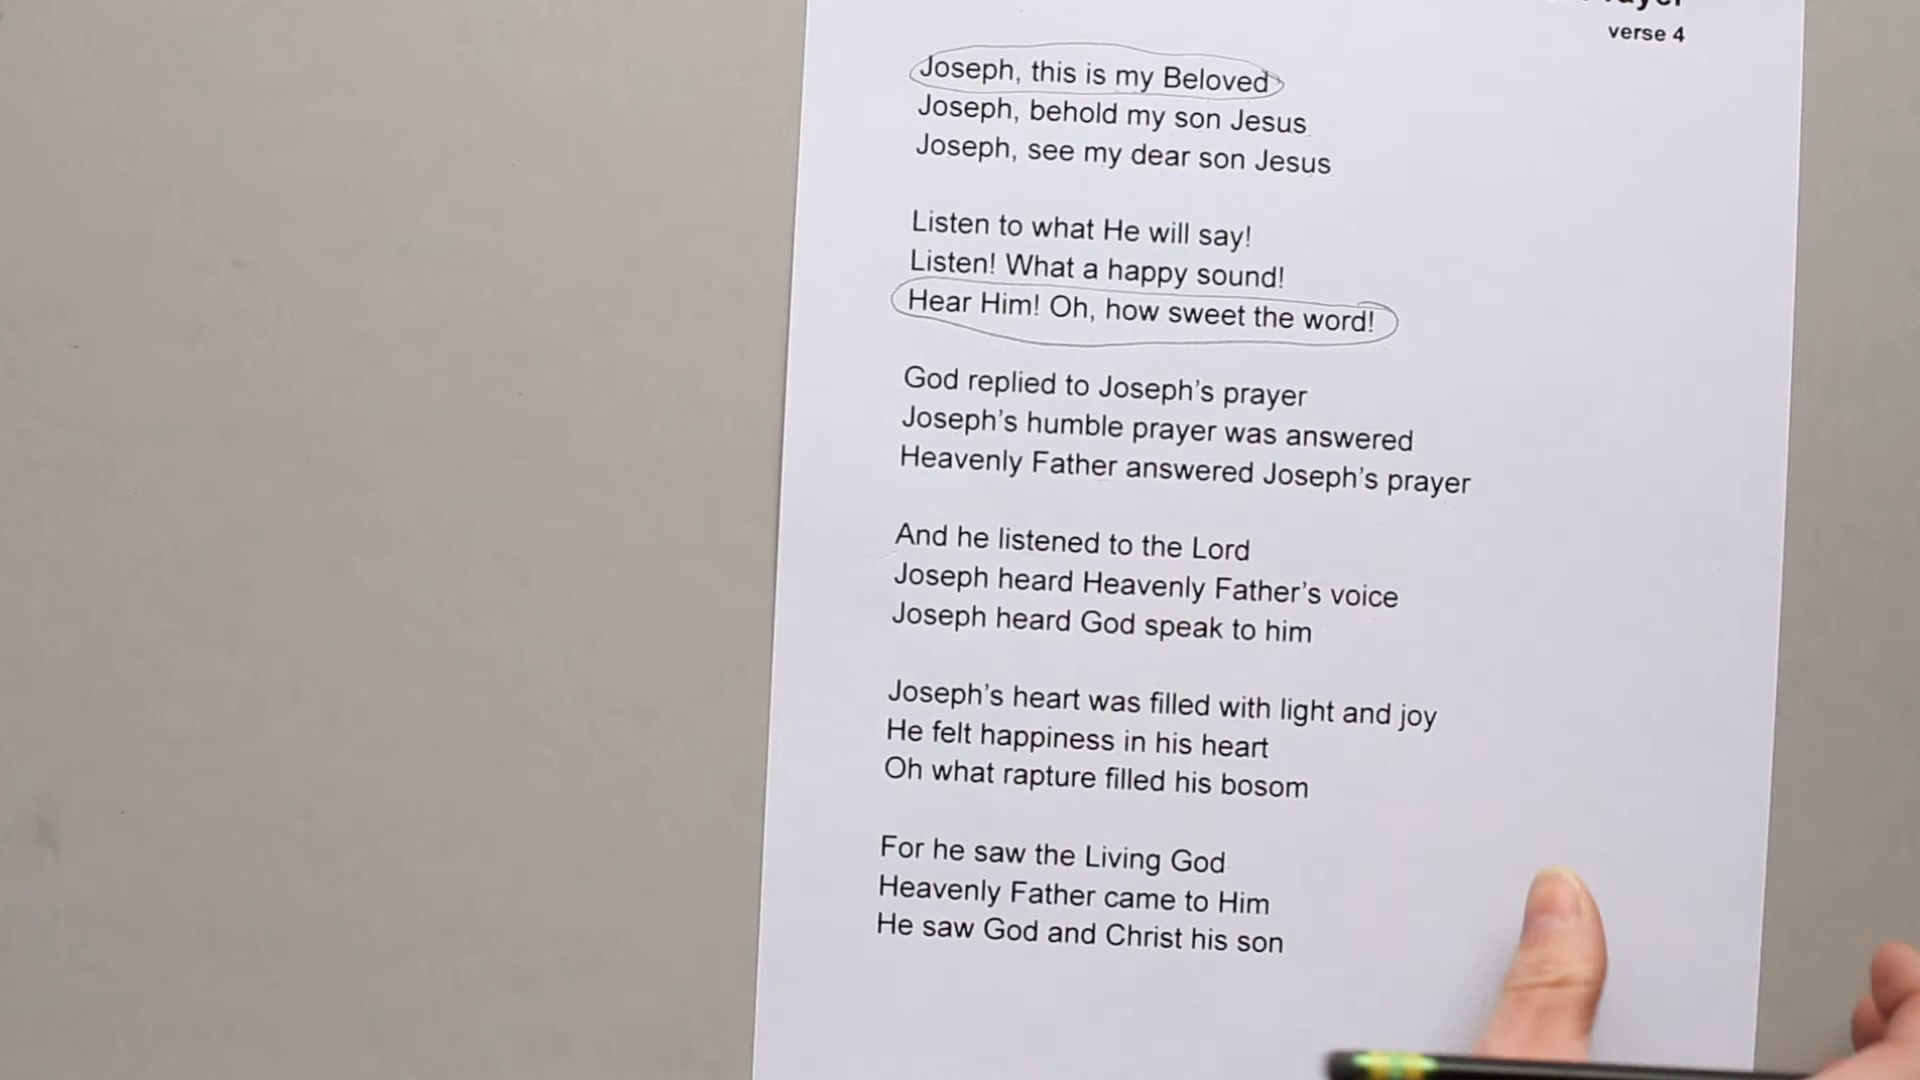 verse 4
Joseph, this is my Beloved
Joseph, behold my son Jesus
Joseph, see my dear son Jesus
Listen to what He will say!
Listen! What a happy sound!
Hear Him! Oh, how sweet the word!
God replied to Joseph's prayer
Joseph's humble prayer was answered
Heavenly Father answered Joseph's prayer
And he listened to the Lord
Joseph heard Heavenly Father's voice
Joseph heard God speak to him
Joseph's heart was filled with light and joy
He felt happiness in his heart
Oh what rapture filled his bosom
For he saw the Living God
Heavenly Father came to Him
He saw God and Christ his son